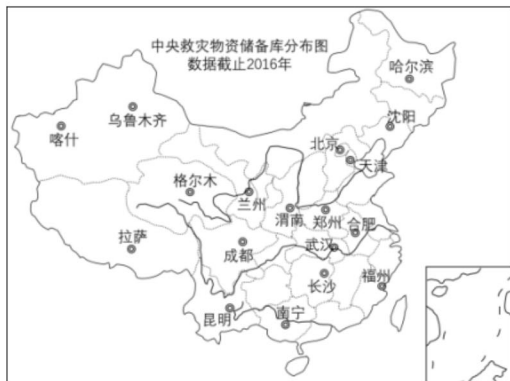 中央救灾物资储备库分布图
数据截止2016年
哈尔滨
沈阳
乌鲁木齐
喀什
北京
天津
格尔木
兰州
渭南
郑州
合肥
拉萨
成都
武汉
长沙
福州
昆明
南宁